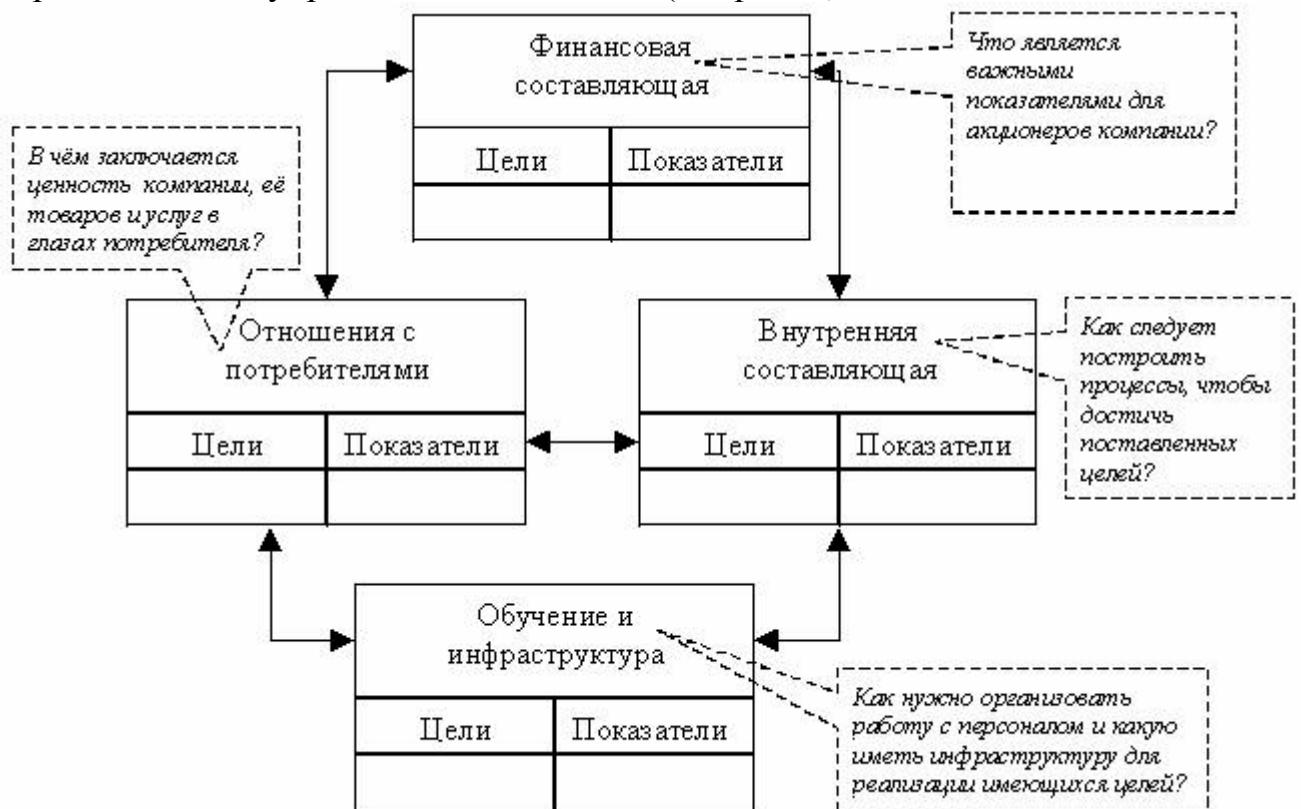 Финансовая
составляющая
Цели
Показатели
Что является
важными
показателями для
акционеров компании?
В чём заключается
ценность компании, её
товаров и услуг в
глазах потребителя?
Отношения с
потребителями
Цели
Показатели
Внутренняя
составляющая
Цели
Показатели
Как следует
построить
процессы, чтобы
достичь
поставленных
целей?
Обучение и
инфраструктура
Цели
Показатели
Как нужно организовать
работу с персоналом и какую
иметь инфраструктуру для
реализации имеющихся целей?